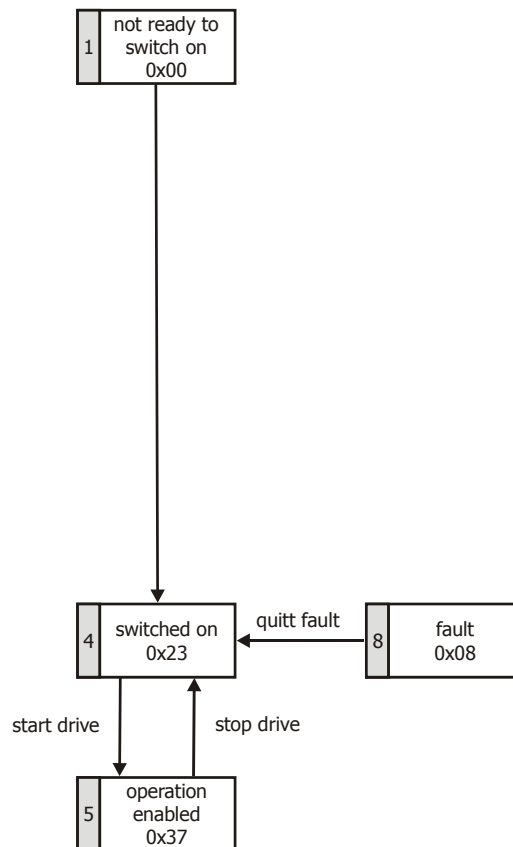 1
not ready to
switch on
0x00
4
switched on
0x23
quitt fault
8
fault
0x08
start drive
stop drive
5
operation
enabled
0x37